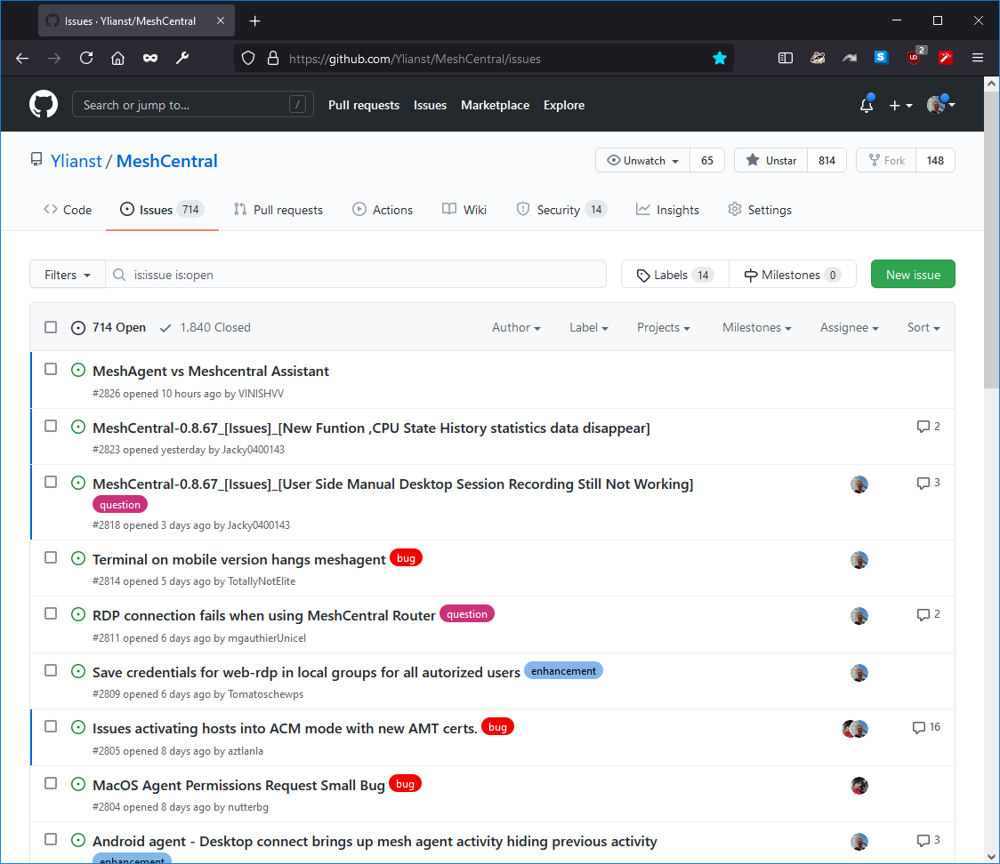 Issues · Ylianst/MeshCentral
https://github.com/Ylianst/MeshCentral/issues
S
2
Search or jump to... /
Pull requests Issues Marketplace Explore
Ylianst / MeshCentral
Unwatch 65 Unstar 814 Fork 148
Code Issues 714 Pull requests Actions Wiki Security 14 Insights Settings
Filters is:issue is:open Labels 14 Milestones 0 New issue
714 Open 1,840 Closed Author Label Projects Milestones Assignee Sort
MeshAgent vs Meshcentral Assistant
#2826 opened 10 hours ago by VINISHVV
MeshCentral-0.8.67_[Issues]_[New Funtion ,CPU State History statistics data disappear] 2
#2823 opened yesterday by Jacky0400143
MeshCentral-0.8.67_[Issues]_[User Side Manual Desktop Session Recording Still Not Working] 3
question
#2818 opened 3 days ago by Jacky0400143
Terminal on mobile version hangs meshagent bug
#2814 opened 5 days ago by TotallyNotElite
RDP connection fails when using MeshCentral Router question 2
#2811 opened 6 days ago by mgauthierUnicel
Save credentials for web-rdp in local groups for all autorized users enhancement
#2809 opened 6 days ago by Tomatoschewps
Issues activating hosts into ACM mode with new AMT certs. bug 16
#2805 opened 8 days ago by aztlanla
MacOS Agent Permissions Request Small Bug bug
#2804 opened 8 days ago by nutterbg
Android agent - Desktop connect brings up mesh agent activity hiding previous activity 3
enhancement